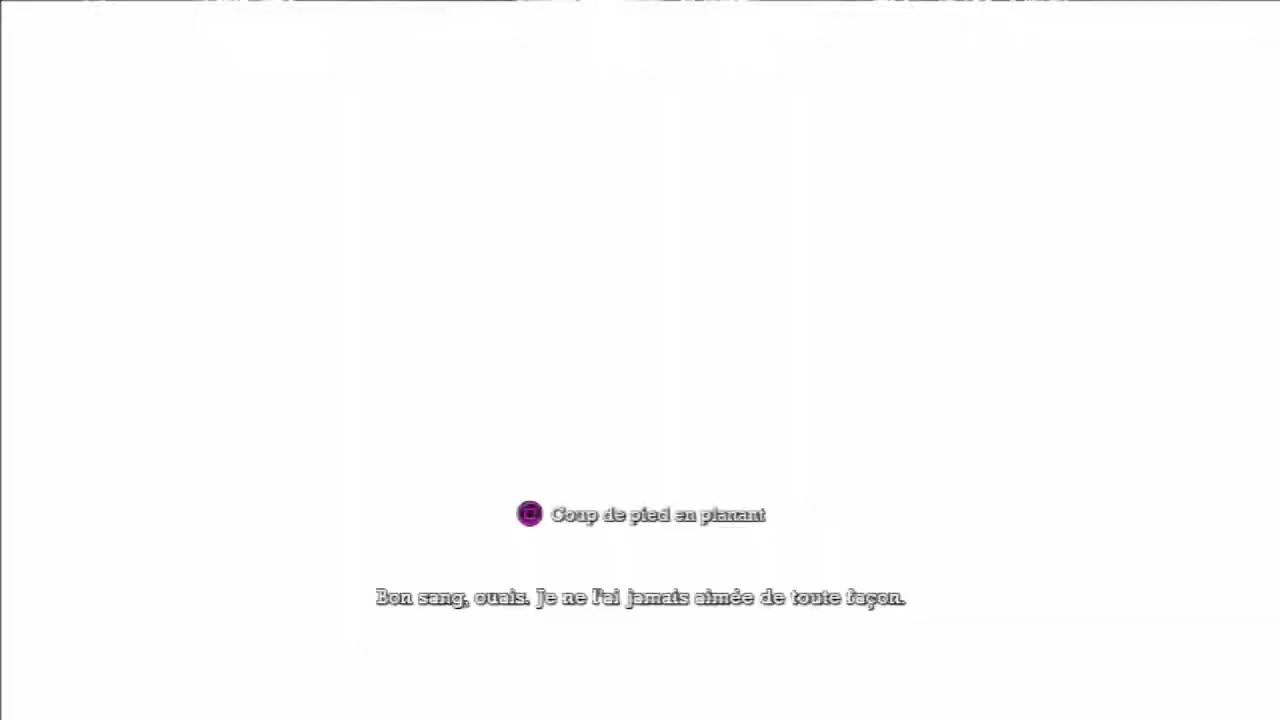 Coup de pied en planant
Bon sang, ouais. Je ne l'ai jamais aimée de toute façon.